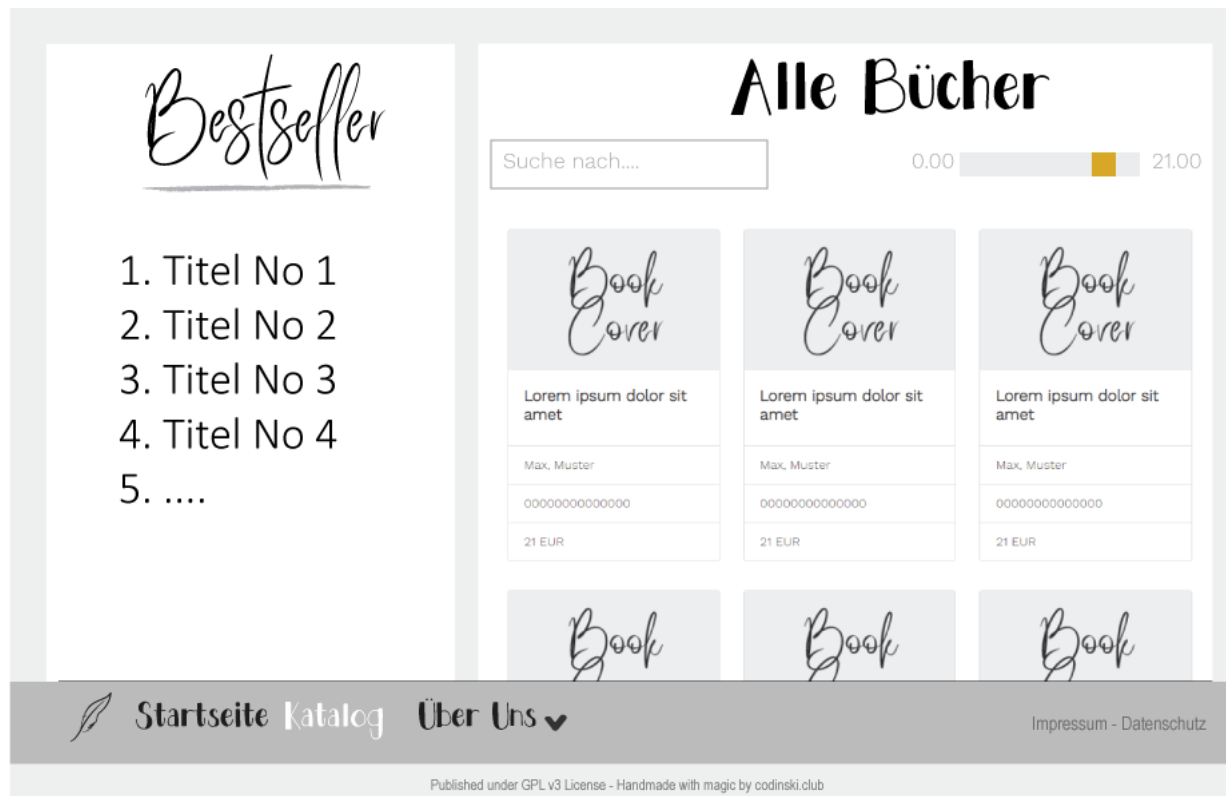 Bestseller
1. Titel No 1
2. Titel No 2
3. Titel No 3
4. Titel No 4
5. ....
Alle Bücher
Suche nach....
0.00 21.00
Book Cover
Lorem ipsum dolor sit
amet
Max, Muster
00000000000000
21 EUR
Book Cover
Lorem ipsum dolor sit
amet
Max, Muster
00000000000000
21 EUR
Book Cover
Lorem ipsum dolor sit
amet
Max, Muster
00000000000000
21 EUR
Book
Book
Book
Startseite Katalog Über Uns
Impressum - Datenschutz
Published under GPL v3 License - Handmade with magic by codinski.club